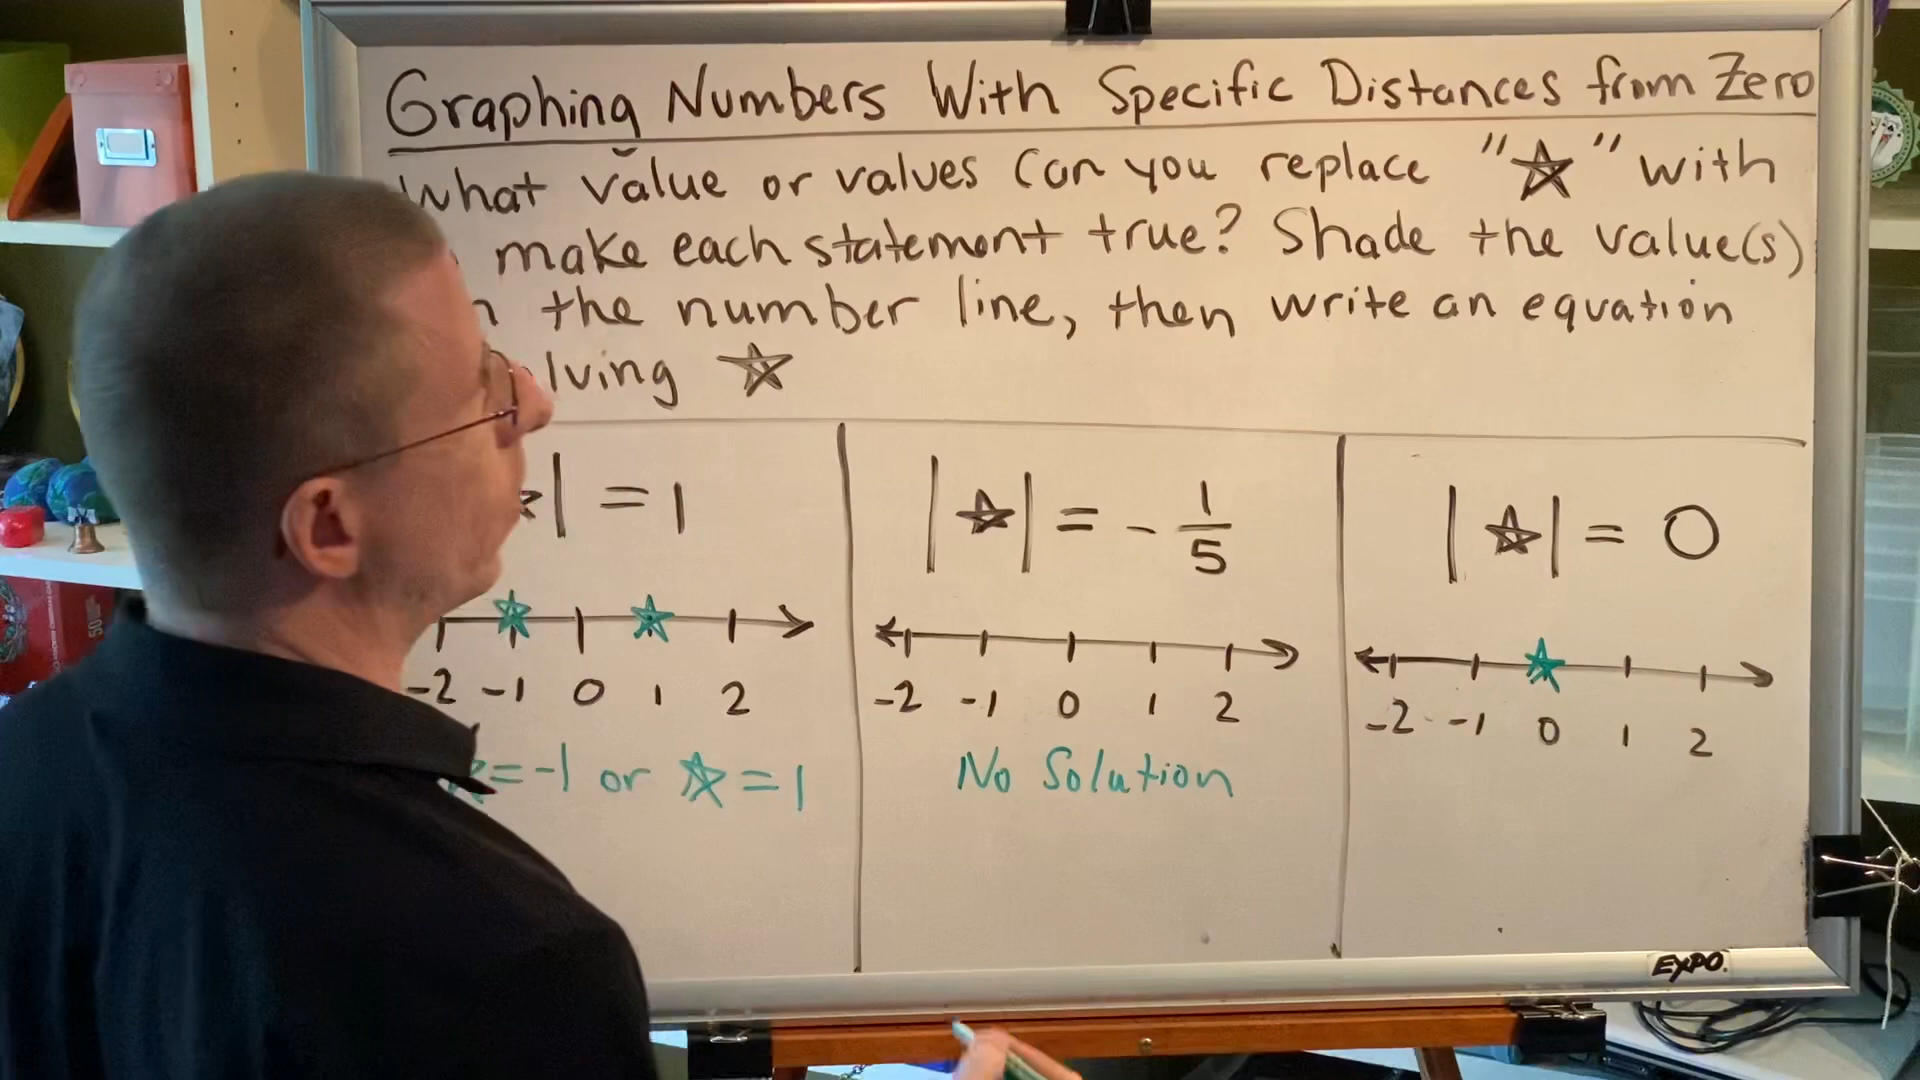 Graphing Numbers With Specific Distances from Zero
What value or values can you replace "☆" with
make each statement true? Shade the value(s)
the number line, then write an equation
lving ☆
| = 1
-2 -1 0 1 2
☆=-1 or ☆=1
|☆| = -1/5
-2 -1 0 1 2
No Solution
|☆| = 0
-2 -1 0 1 2
EXPO